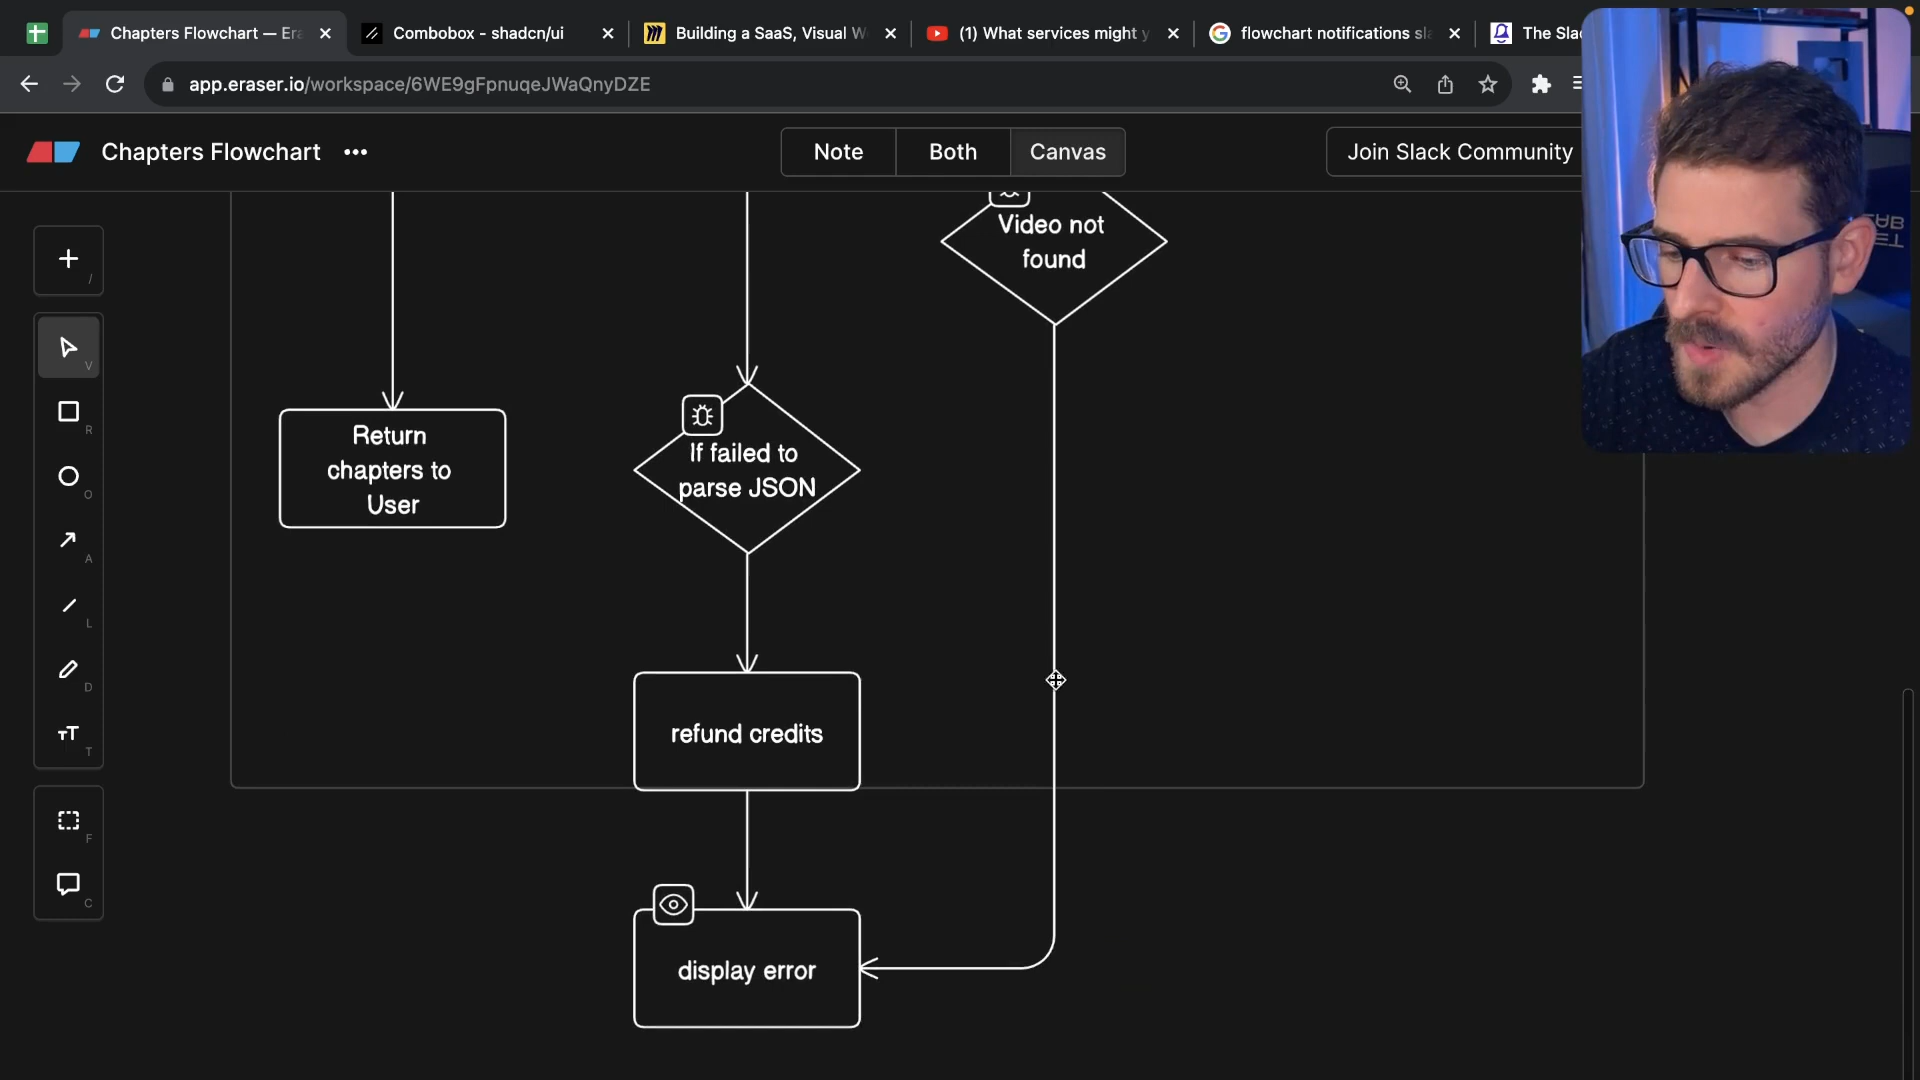 Chapters Flowchart — Era
Combobox - shadcn/ui
Building a SaaS, Visual W
(1) What services might y
flowchart notifications sla
The Sla
app.eraser.io/workspace/6WE9gFpnuqeJWaQnyDZE
Chapters Flowchart
Note
Both
Canvas
Join Slack Community
/
V
R
O
A
L
D
T
F
C
Video not
found
Return
chapters to
User
If failed to
parse JSON
refund credits
display error